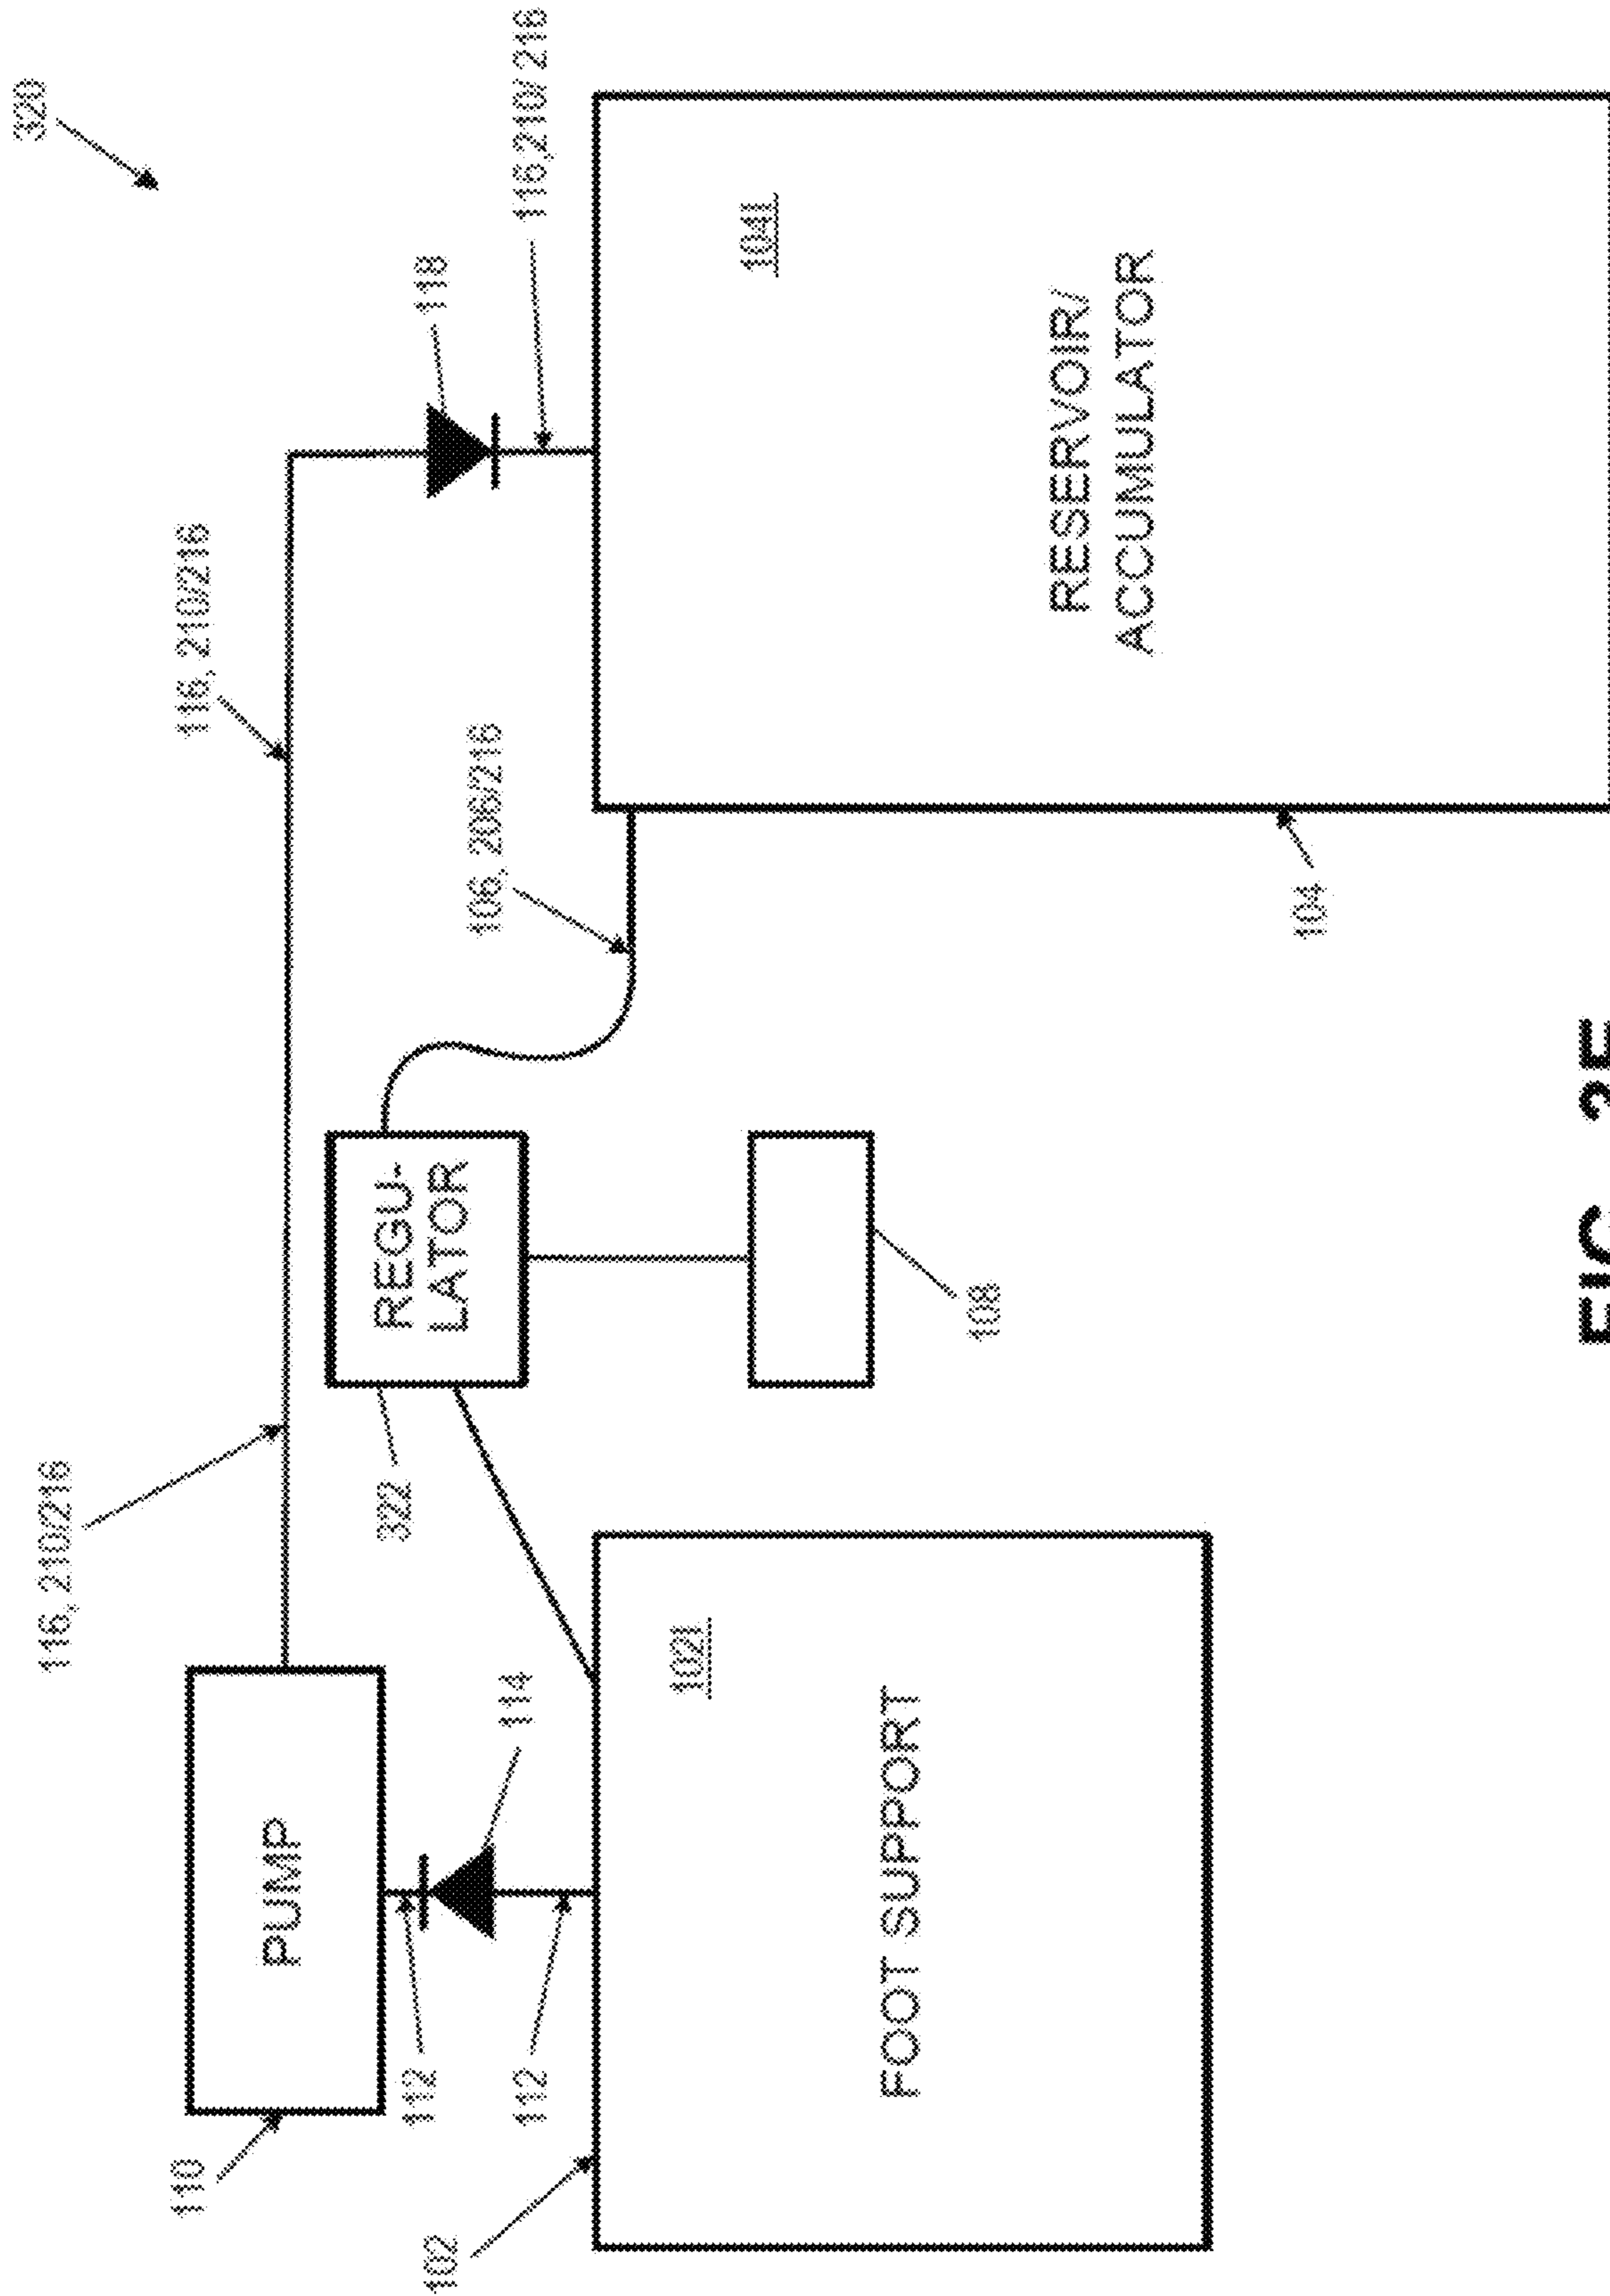 320
116, 210/216
116, 210/216
118
116,210/ 216
110
PUMP
REGU-
LATOR
322
106, 206/216
112
114
112
102
102I
FOOT SUPPORT
108
104I
RESERVOIR/
ACCUMULATOR
104